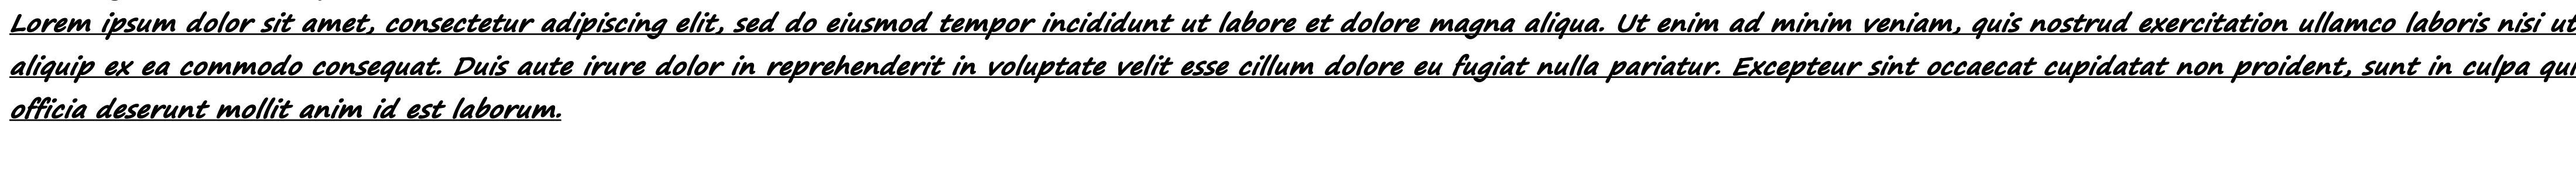 Lorem ipsum dolor sit amet, consectetur adipiscing elit, sed do eiusmod tempor incididunt ut labore et dolore magna aliqua. Ut enim ad minim veniam, quis nostrud exercitation ullamco laboris nisi ut
aliquip ex ea commodo consequat. Duis aute irure dolor in reprehenderit in voluptate velit esse cillum dolore eu fugiat nulla pariatur. Excepteur sint occaecat cupidatat non proident, sunt in culpa qui
officia deserunt mollit anim id est laborum.